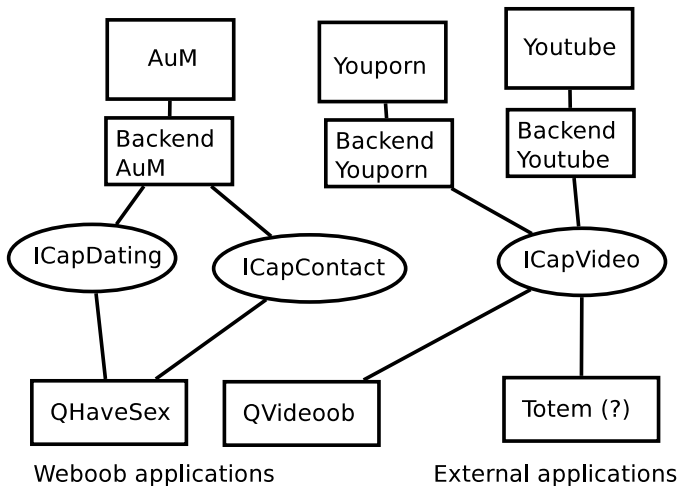 AuM
Youporn
Youtube
Backend
AuM
Backend
Youporn
Backend
Youtube
ICapDating
ICapContact
ICapVideo
QHaveSex
QVideoob
Totem (?)
Weboob applications
External applications